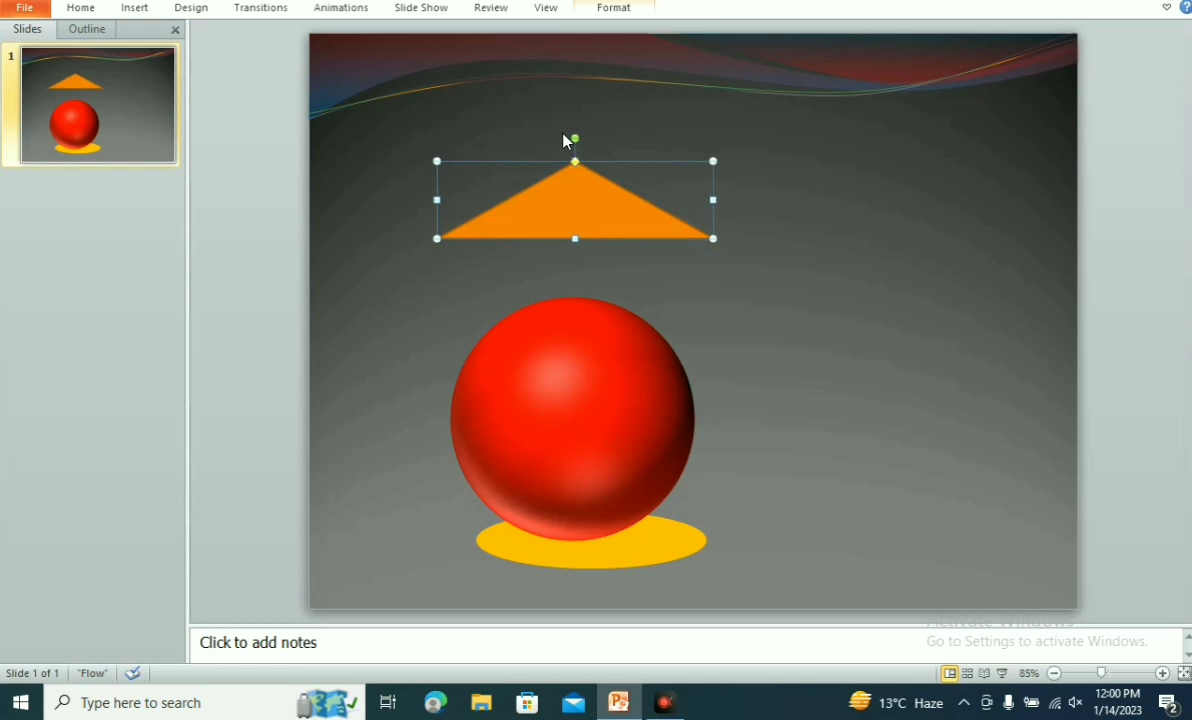 File Home Insert Design Transitions Animations Slide Show Review View Format
Slides Outline
1
Click to add notes
Activate Windows
Go to Settings to activate Windows.
Slide 1 of 1 "Flow" 85%
Type here to search 13°C Haze 12:00 PM
1/14/2023 2